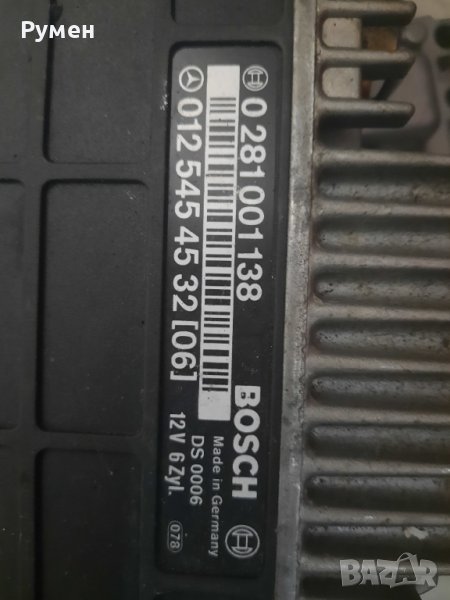 Румен
0 281 001 138
012 545 45 32 [06]
BOSCH
Made in Germany
DS 0006
12V 6 Zyl.
078
BAZAR